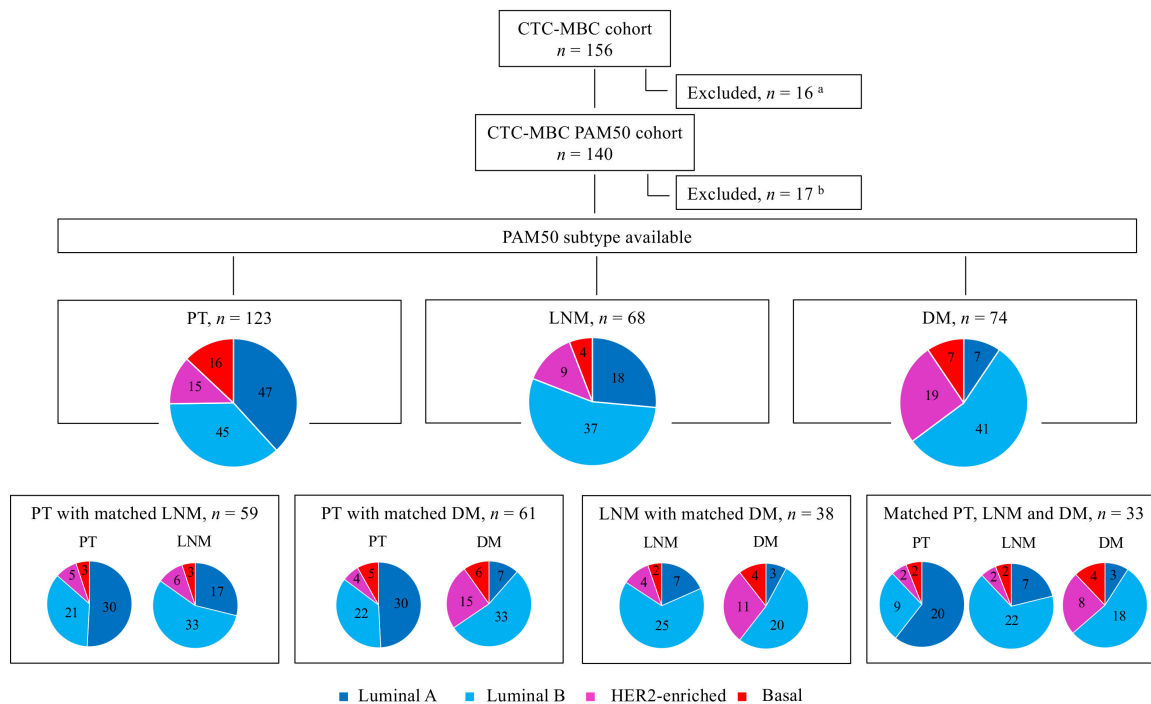 CTC-MBC cohort
n = 156
Excluded, n = 16 a
CTC-MBC PAM50 cohort
n = 140
Excluded, n = 17 b
PAM50 subtype available
PT, n = 123
47
45
15
16
LNM, n = 68
18
37
9
4
DM, n = 74
7
41
19
7
PT with matched LNM, n = 59
PT
30
21
5
3
LNM
17
33
6
3
PT with matched DM, n = 61
PT
30
22
4
5
DM
7
33
15
6
LNM with matched DM, n = 38
LNM
7
25
4
2
DM
3
20
11
4
Matched PT, LNM and DM, n = 33
PT
20
9
2
2
LNM
7
22
2
2
DM
3
18
8
4
Luminal A
Luminal B
HER2-enriched
Basal